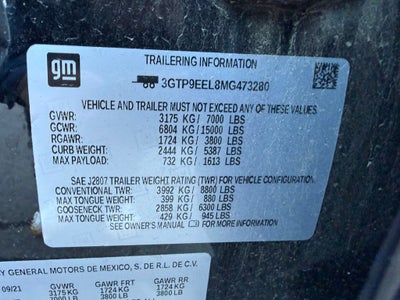 gm
TRAILERING INFORMATION
3GTP9EEL8MG473280
VEHICLE AND TRAILER MUST NOT EXCEED ANY OF THESE VALUES
GVWR: 3175 KG/ 7000 LBS
GCWR: 6804 KG/15000 LBS
RGAWR: 1724 KG/ 3800 LBS
CURB WEIGHT: 2444 KG/ 5387 LBS
MAX PAYLOAD: 732 KG/ 1613 LBS
SAE J2807 TRAILER WEIGHT RATING (TWR) FOR VEHICLE CONFIGURATION
CONVENTIONAL TWR: 3992 KG/ 8800 LBS
MAX TONGUE WT: 399 KG/ 880 LBS
GOOSENECK TWR: 2858 KG/ 6300 LBS
MAX TONGUE WT: 429 KG/ 945 LBS
SEE OWNER'S MANUAL FOR MORE INFORMATION
Y GENERAL MOTORS DE MEXICO, S. DE R.L. DE C.V.
09/21 GVWR GAWR FRT GAWR RR
3175 KG 1724 KG 1724 KG
7000 LB 3800 LB 3800 LB